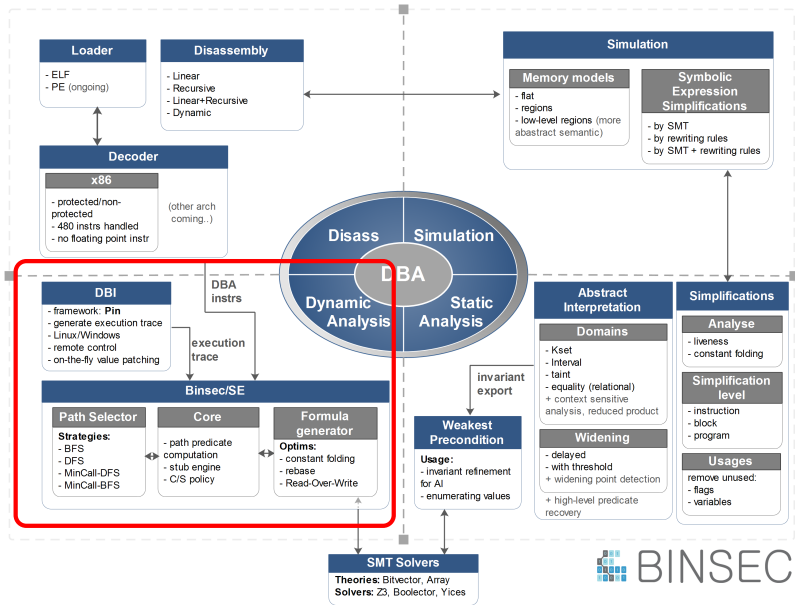 Loader
- ELF
- PE (ongoing)
Disassembly
- Linear
- Recursive
- Linear+Recursive
- Dynamic
Simulation
Memory models
- flat
- regions
- low-level regions (more
abastract semantic)
Symbolic
Expression
Simplifications
- by SMT
- by rewriting rules
- by SMT + rewriting rules
Decoder
x86
- protected/non-
protected
- 480 instrs handled
- no floating point instr
(other arch
coming..)
Disass
Simulation
DBA
Dynamic
Analysis
Static
Analysis
DBI
- framework: Pin
- generate execution trace
- Linux/Windows
- remote control
- on-the-fly value patching
DBA
instrs
execution
trace
Binsec/SE
Path Selector
Strategies:
- BFS
- DFS
- MinCall-DFS
- MinCall-BFS
Core
- path predicate
computation
- stub engine
- C/S policy
Formula
generator
Optims:
- constant folding
- rebase
- Read-Over-Write
invariant
export
Weakest
Precondition
Usage:
- invariant refinement
for AI
- enumerating values
Abstract
Interpretation
Domains
- Kset
- Interval
- taint
- equality (relational)
+ context sensitive
analysis, reduced product
Widening
- delayed
- with threshold
+ widening point detection
+ high-level predicate
recovery
Simplifications
Analyse
- liveness
- constant folding
Simplification
level
- instruction
- block
- program
Usages
remove unused:
- flags
- variables
SMT Solvers
Theories: Bitvector, Array
Solvers: Z3, Boolector, Yices
BINSEC